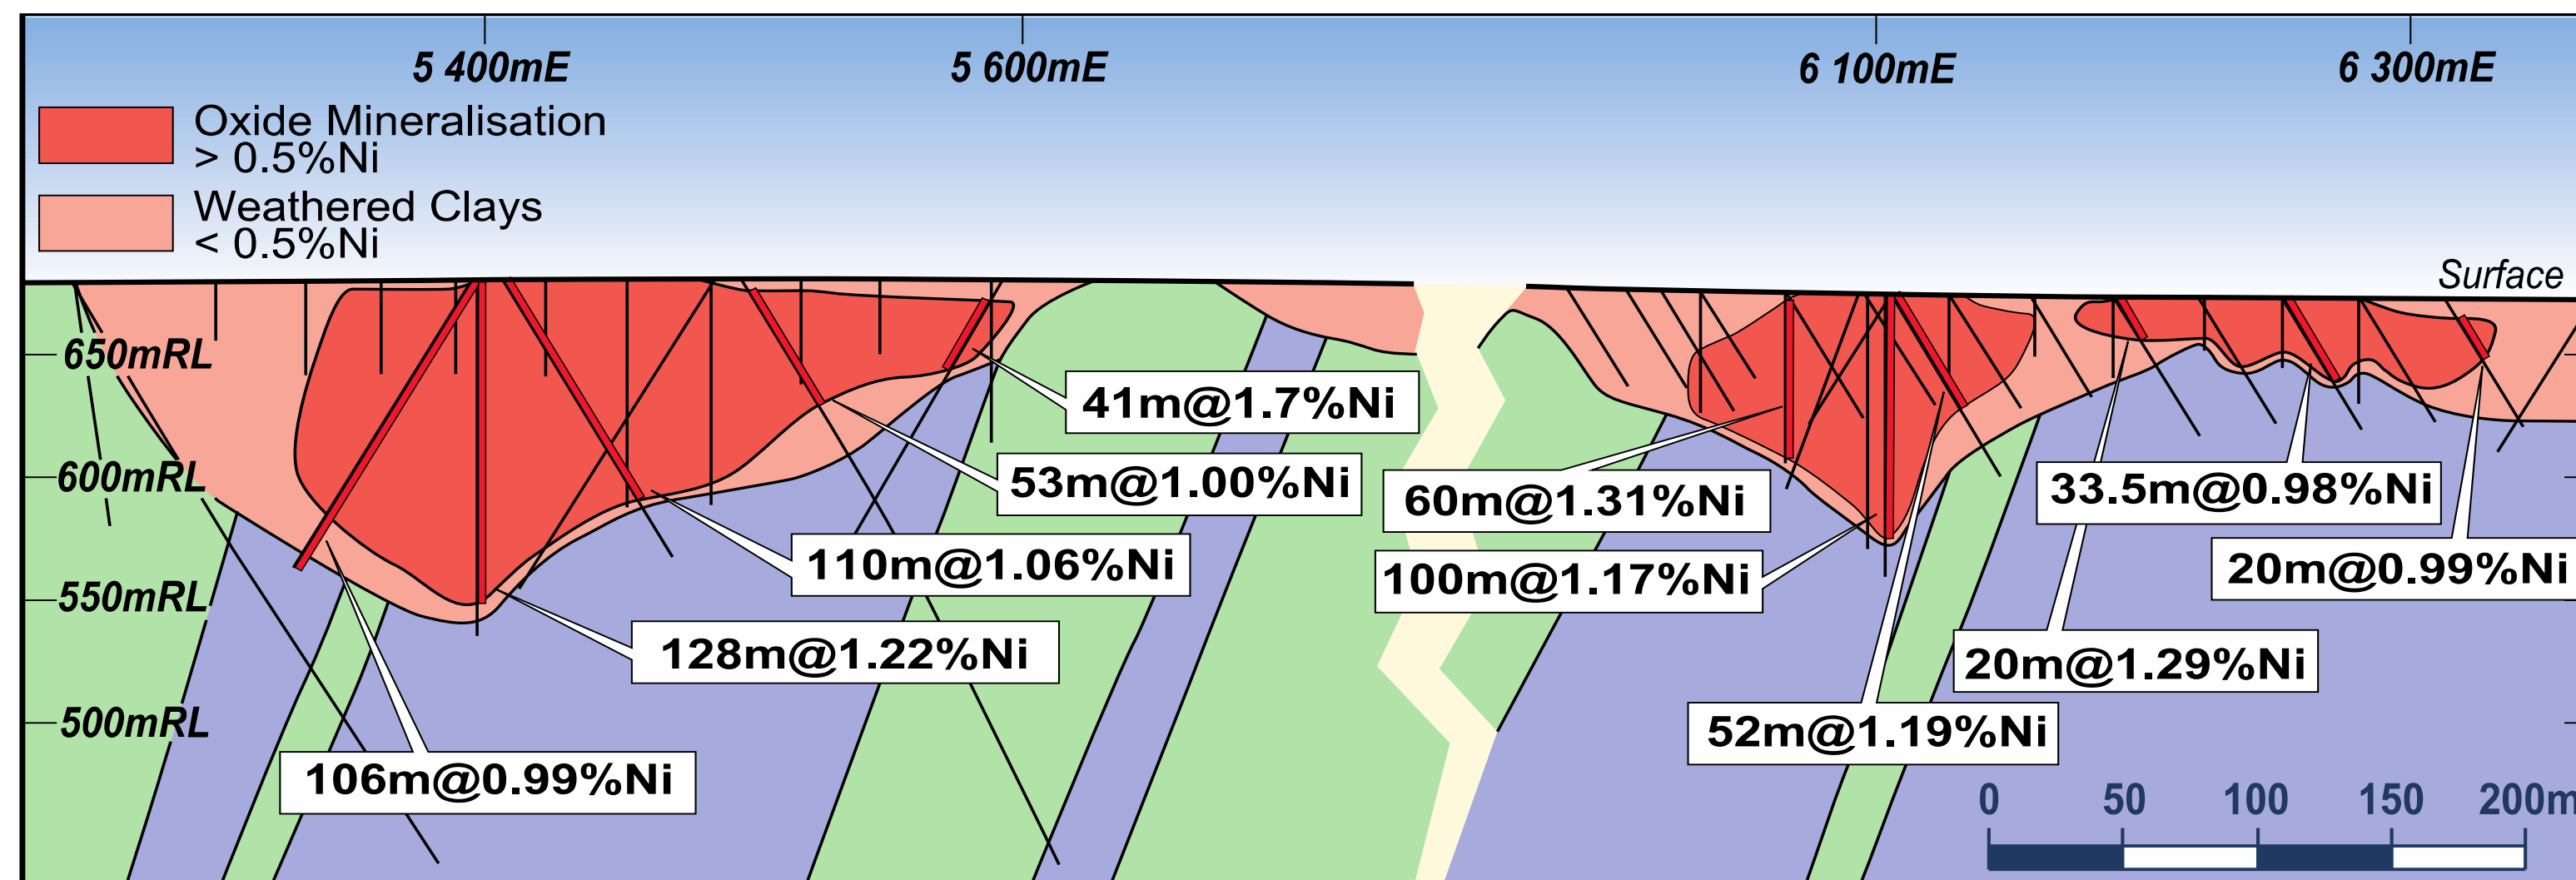 5 400mE
5 600mE
6 100mE
6 300mE
Oxide Mineralisation
> 0.5%Ni
Weathered Clays
< 0.5%Ni
Surface
650mRL
600mRL
550mRL
500mRL
41m@1.7%Ni
53m@1.00%Ni
110m@1.06%Ni
128m@1.22%Ni
106m@0.99%Ni
60m@1.31%Ni
100m@1.17%Ni
52m@1.19%Ni
33.5m@0.98%Ni
20m@0.99%Ni
20m@1.29%Ni
0 50 100 150 200m